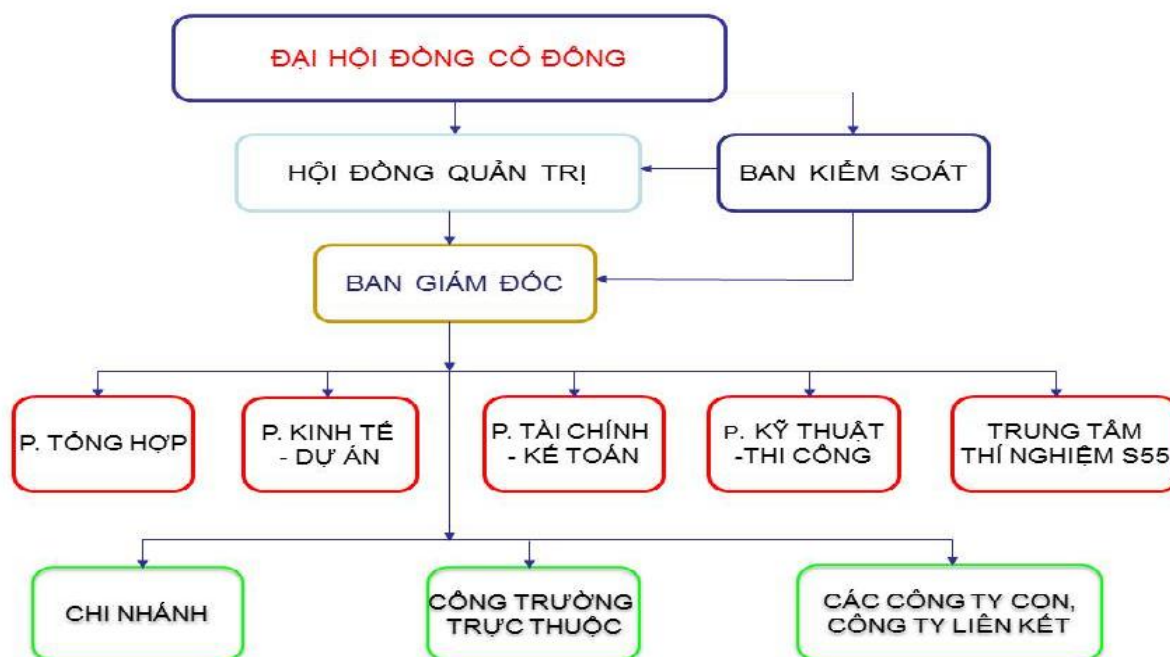 ĐẠI HỘI ĐỒNG CỔ ĐÔNG
HỘI ĐỒNG QUẢN TRỊ
BAN KIỂM SOÁT
BAN GIÁM ĐỐC
P. TỔNG HỢP
P. KINH TẾ
- DỰ ÁN
P. TÀI CHÍNH
- KẾ TOÁN
P. KỸ THUẬT
-THI CÔNG
TRUNG TÂM
THÍ NGHIỆM S55
CHI NHÁNH
CÔNG TRƯỜNG
TRỰC THUỘC
CÁC CÔNG TY CON,
CÔNG TY LIÊN KẾT